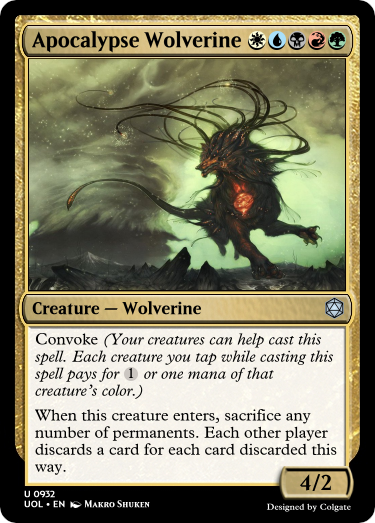 Apocalypse Wolverine
Creature — Wolverine
Convoke (Your creatures can help cast this
spell. Each creature you tap while casting this
spell pays for 1 or one mana of that
creature's color.)
When this creature enters, sacrifice any
number of permanents. Each other player
discards a card for each card discarded this
way.
4/2
U 0932
UOL • EN Makro Shuken
Designed by Colgate